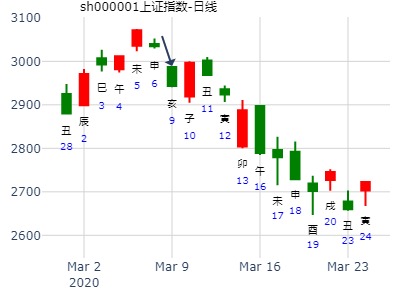 sh000001上证指数-日线
3100
3000
2900
2800
2700
2600
丑
28
辰
2
巳
3
午
4
未
5
申
6
亥
9
子
10
丑
11
寅
12
卯
13
午
16
未
17
申
18
酉
19
戌
20
丑
23
寅
24
Mar 2
2020
Mar 9
Mar 16
Mar 23